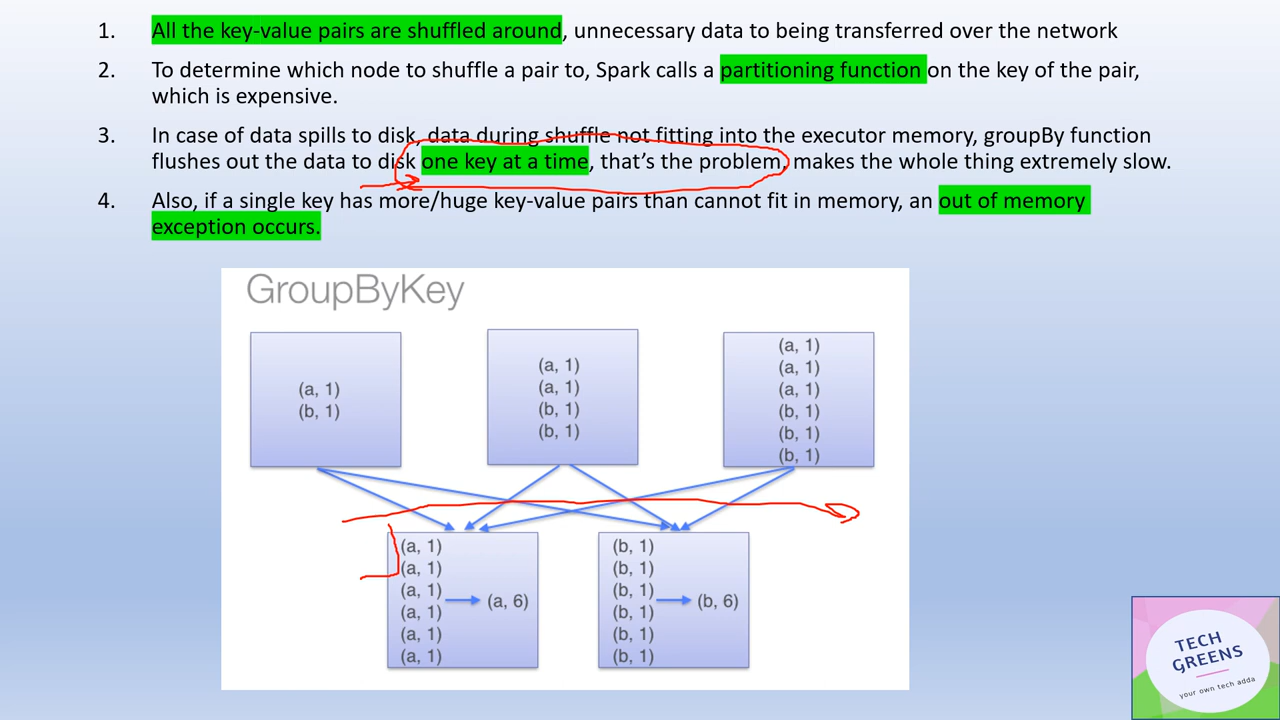 1. All the key-value pairs are shuffled around, unnecessary data to being transferred over the network
2. To determine which node to shuffle a pair to, Spark calls a partitioning function on the key of the pair,
which is expensive.
3. In case of data spills to disk, data during shuffle not fitting into the executor memory, groupBy function
flushes out the data to disk one key at a time, that's the problem, makes the whole thing extremely slow.
4. Also, if a single key has more/huge key-value pairs than cannot fit in memory, an out of memory
exception occurs.
GroupByKey
(a, 1)
(b, 1)
(a, 1)
(a, 1)
(b, 1)
(b, 1)
(a, 1)
(a, 1)
(a, 1)
(b, 1)
(b, 1)
(b, 1)
(a, 1)
(a, 1)
(a, 1)
(a, 1)
(a, 1)
(a, 1)
(a, 6)
(b, 1)
(b, 1)
(b, 1)
(b, 1)
(b, 1)
(b, 1)
(b, 6)
TECH
GREENS
your own tech adda